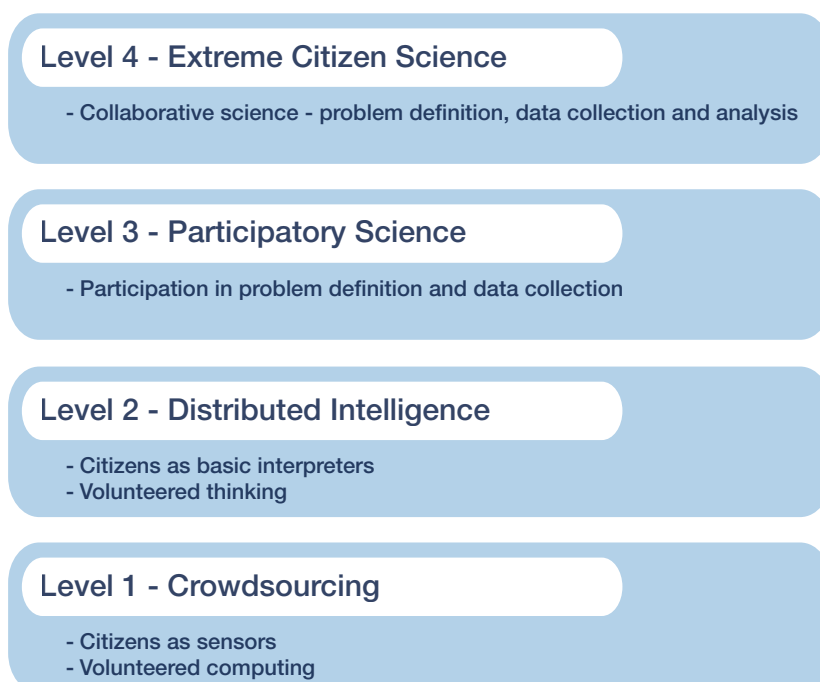 Level 4 - Extreme Citizen Science
- Collaborative science - problem definition, data collection and analysis
Level 3 - Participatory Science
- Participation in problem definition and data collection
Level 2 - Distributed Intelligence
- Citizens as basic interpreters
- Volunteered thinking
Level 1 - Crowdsourcing
- Citizens as sensors
- Volunteered computing